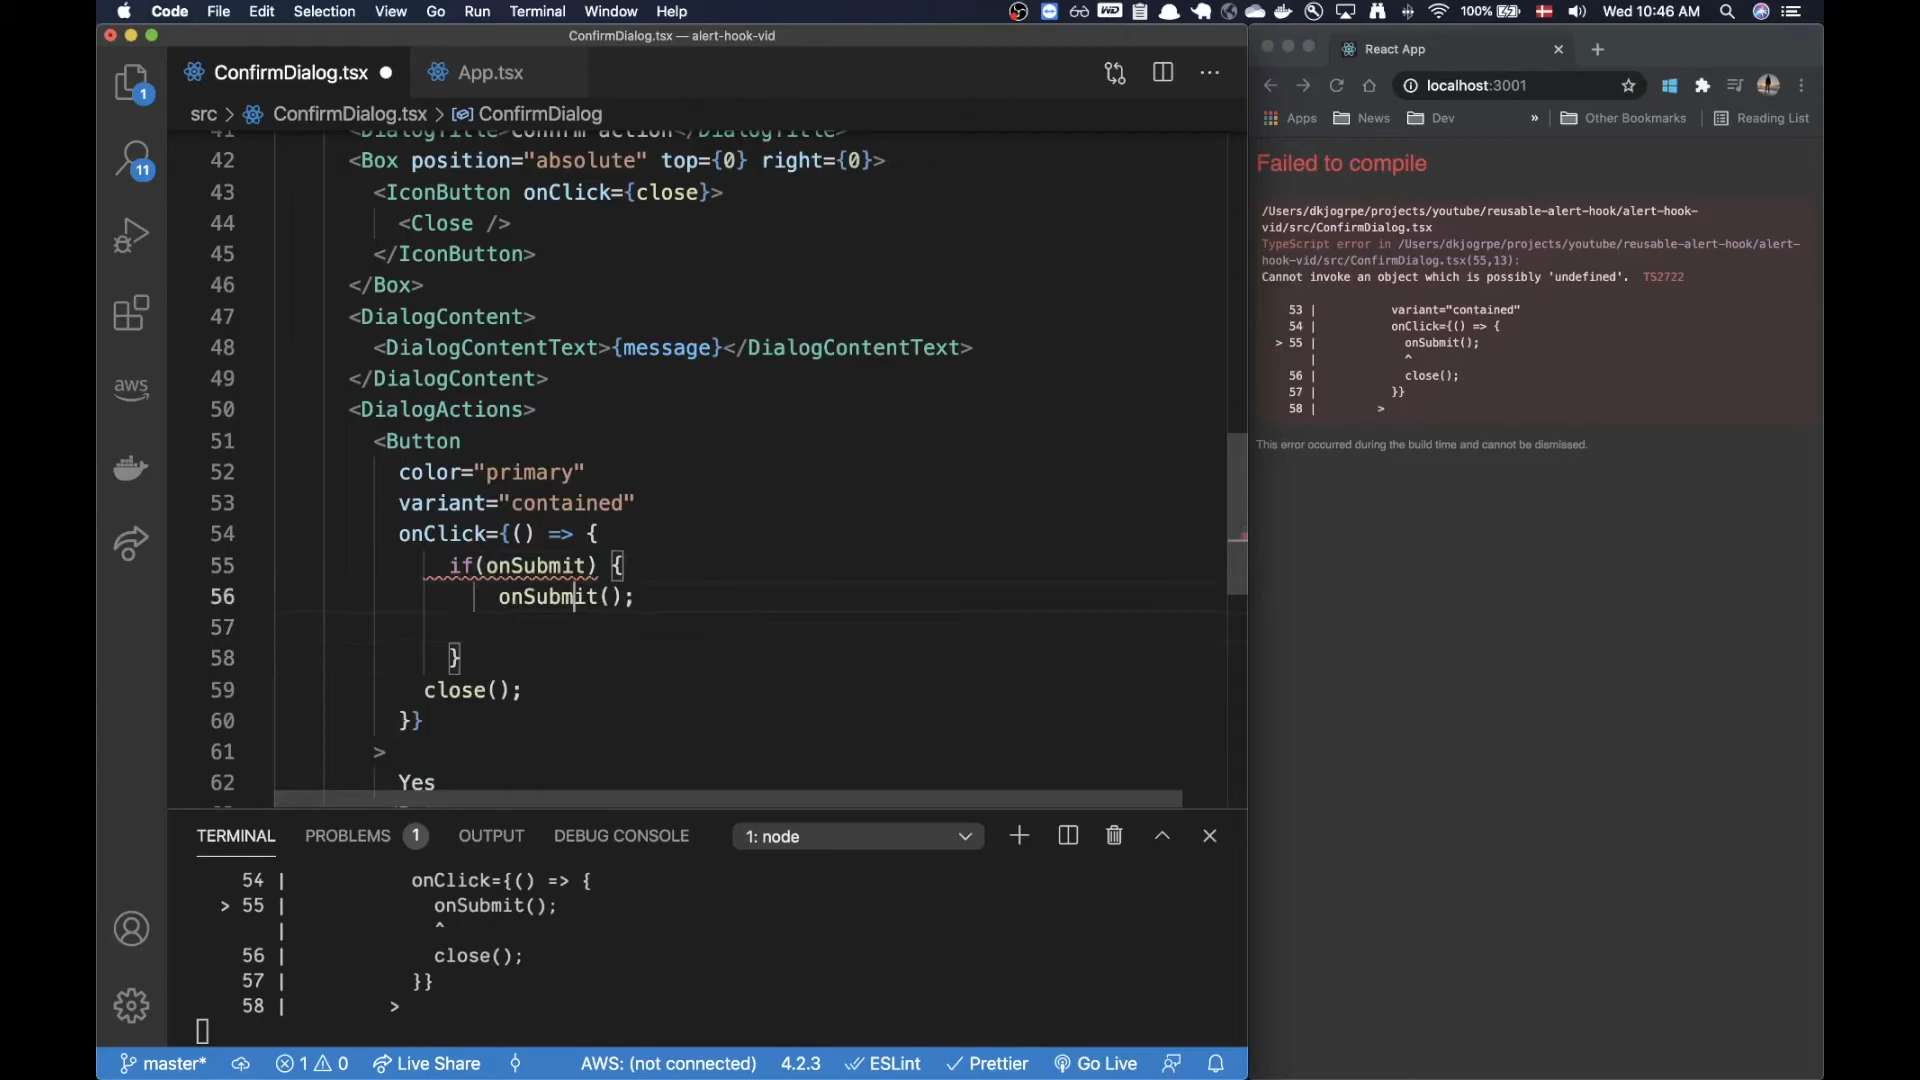 Code File Edit Selection View Go Run Terminal Window Help
100% Wed 10:46 AM
ConfirmDialog.tsx — alert-hook-vid
ConfirmDialog.tsx App.tsx
src > ConfirmDialog.tsx > ConfirmDialog
41 <DialogTitle>Confirm action</DialogTitle>
42 <Box position="absolute" top={0} right={0}>
43 <IconButton onClick={close}>
44 <Close />
45 </IconButton>
46 </Box>
47 <DialogContent>
48 <DialogContentText>{message}</DialogContentText>
49 </DialogContent>
50 <DialogActions>
51 <Button
52 color="primary"
53 variant="contained"
54 onClick={() => {
55 if(onSubmit) {
56 onSubmit();
57
58 }
59 close();
60 }}
61 >
62 Yes
1
11
aws
TERMINAL PROBLEMS 1 OUTPUT DEBUG CONSOLE 1: node
54 | onClick={() => {
> 55 | onSubmit();
| ^
56 | close();
57 | }}
58 | >
master* 1 0 Live Share AWS: (not connected) 4.2.3 ESLint Prettier Go Live
React App
localhost:3001
Apps News Dev » Other Bookmarks Reading List
Failed to compile
/Users/dkjogrpe/projects/youtube/reusable-alert-hook/alert-hook-
vid/src/ConfirmDialog.tsx
TypeScript error in /Users/dkjogrpe/projects/youtube/reusable-alert-hook/alert-
hook-vid/src/ConfirmDialog.tsx(55,13):
Cannot invoke an object which is possibly 'undefined'. TS2722
53 | variant="contained"
54 | onClick={() => {
> 55 | onSubmit();
| ^
56 | close();
57 | }}
58 | >
This error occurred during the build time and cannot be dismissed.